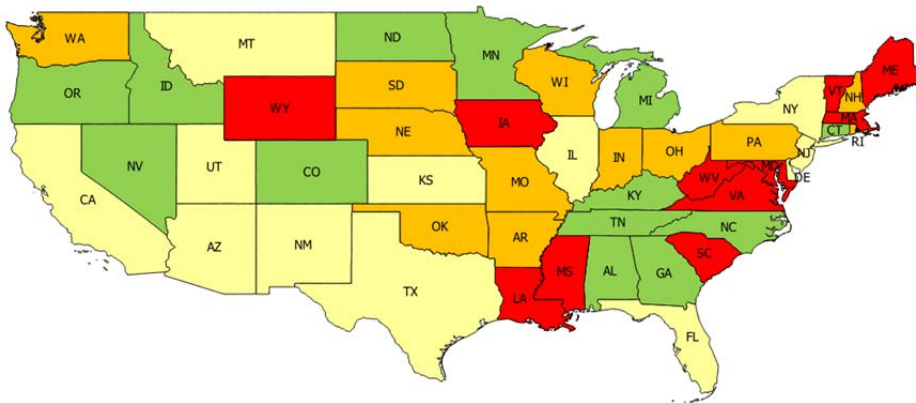 WA
MT
ND
MN
OR
ID
WY
SD
WI
MI
NY
VT
NH
ME
MA
CT
RI
NV
UT
CO
NE
IA
IL
IN
OH
PA
NJ
MD
DE
CA
KS
MO
KY
WV
VA
AZ
NM
OK
AR
TN
NC
SC
TX
LA
MS
AL
GA
FL